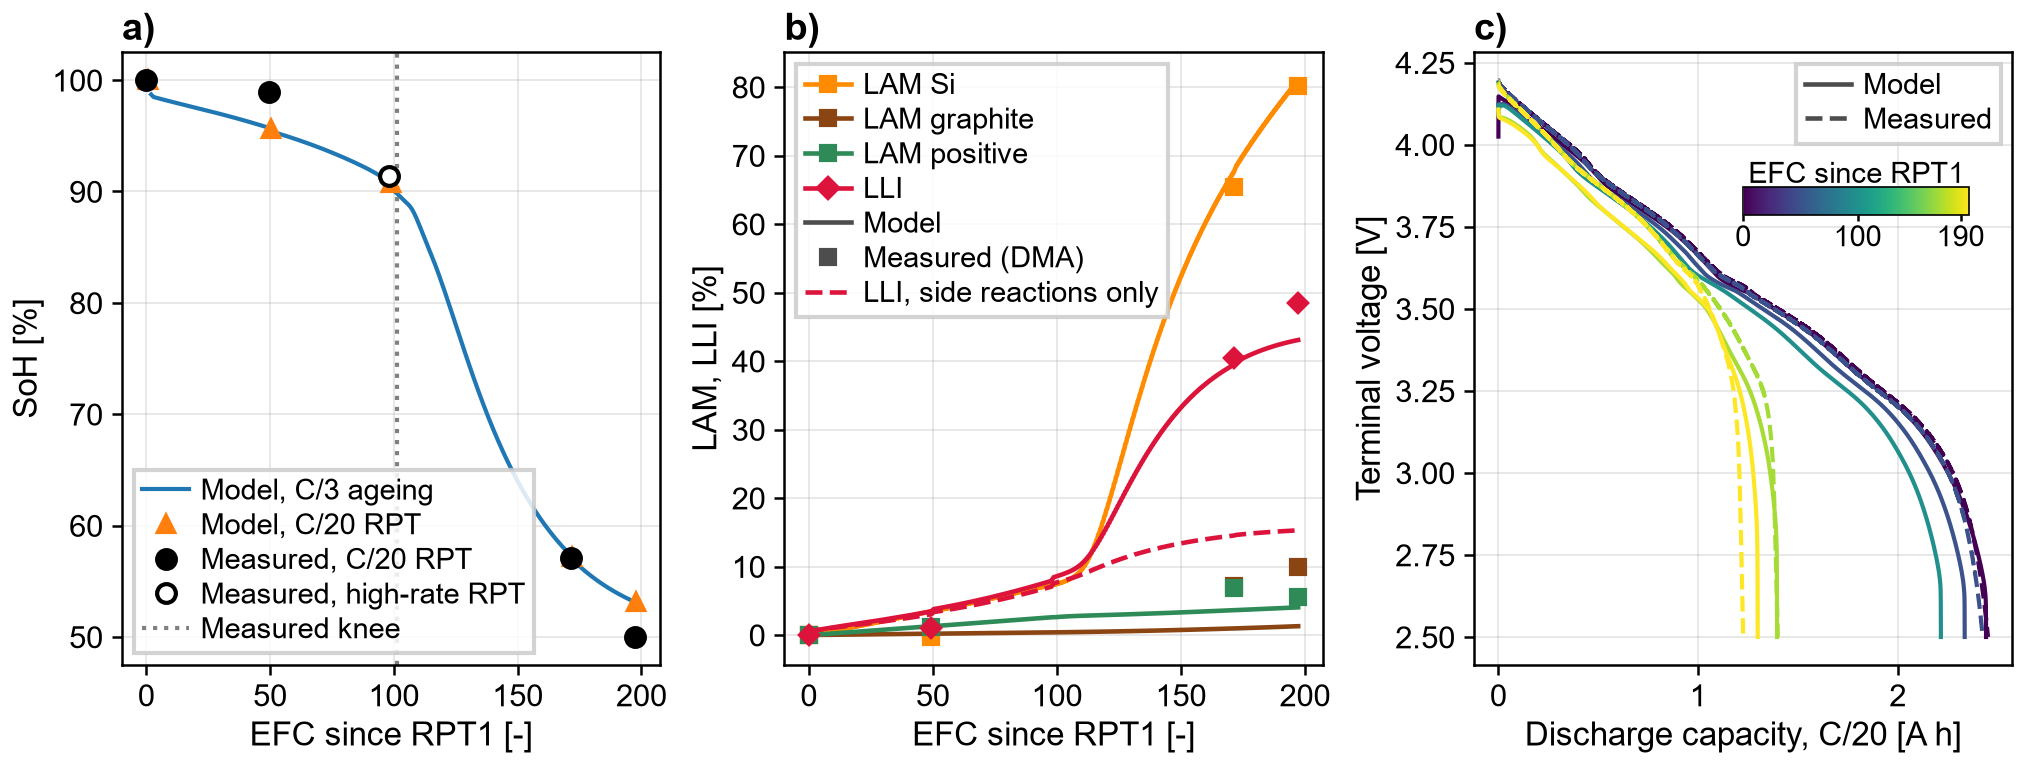 a)
100
90
80
70
60
50
SoH [%]
Model, C/3 ageing
Model, C/20 RPT
Measured, C/20 RPT
Measured, high-rate RPT
Measured knee
0
50
100
150
200
EFC since RPT1 [-]
b)
80
70
60
50
40
30
20
10
0
LAM, LLI [%]
LAM Si
LAM graphite
LAM positive
LLI
Model
Measured (DMA)
LLI, side reactions only
0
50
100
150
200
EFC since RPT1 [-]
c)
4.25
4.00
3.75
3.50
3.25
3.00
2.75
2.50
Terminal voltage [V]
Model
Measured
EFC since RPT1
0
100
190
0
1
2
Discharge capacity, C/20 [A h]